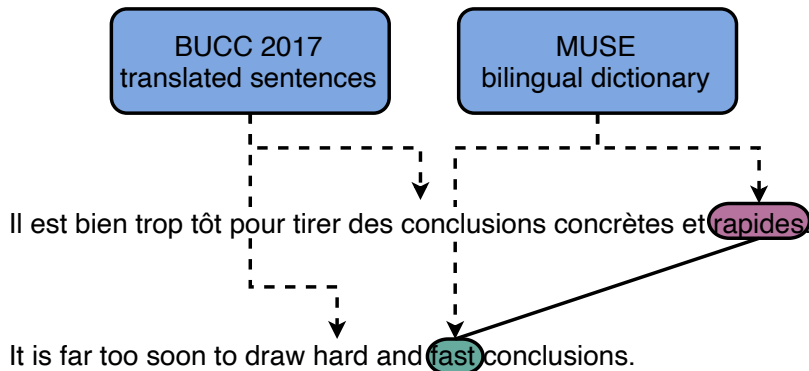 BUCC 2017
translated sentences
MUSE
bilingual dictionary
Il est bien trop tôt pour tirer des conclusions concrètes et rapides.
It is far too soon to draw hard and fast conclusions.